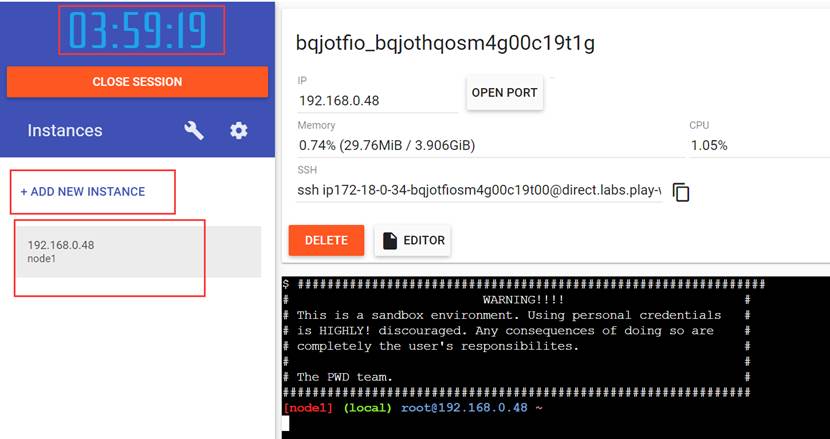 03:59:19
CLOSE SESSION
Instances
+ ADD NEW INSTANCE
192.168.0.48
node1
bqjotfio_bqjothqosm4g00c19t1g
IP
192.168.0.48
OPEN PORT
Memory
0.74% (29.76MiB / 3.906GiB)
CPU
1.05%
SSH
ssh ip172-18-0-34-bqjotfiosm4g00c19t00@direct.labs.play-
DELETE
EDITOR
$ ###############################################################
# WARNING!!!! #
# This is a sandbox environment. Using personal credentials #
# is HIGHLY! discouraged. Any consequences of doing so are #
# completely the user's responsibilites. #
# #
# The PWD team. #
###############################################################
[node1] (local) root@192.168.0.48 ~